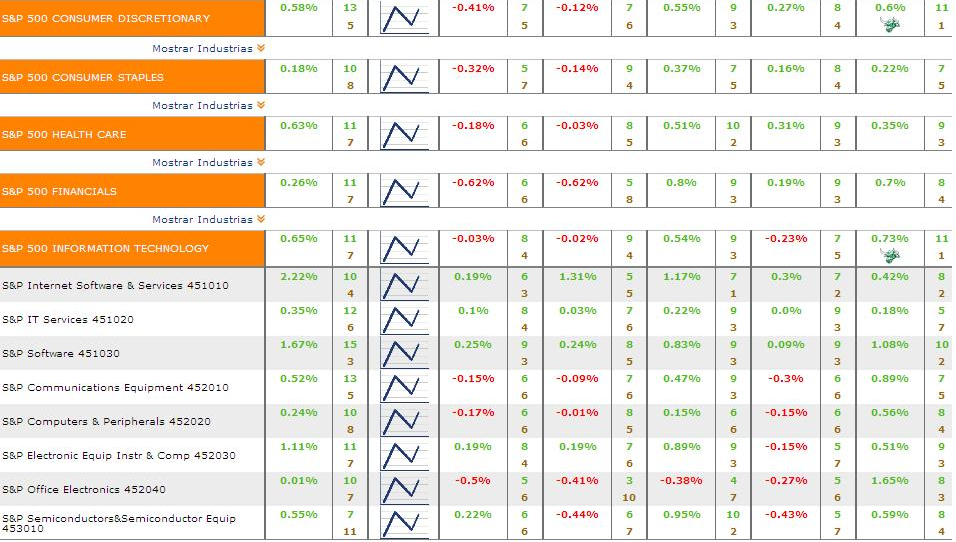 S&P 500 CONSUMER DISCRETIONARY 0.58% 13 -0.41% 7 -0.12% 7 0.55% 9 0.27% 8 0.6% 11
5 5 6 3 4 1
Mostrar Industrias
S&P 500 CONSUMER STAPLES 0.18% 10 -0.32% 5 -0.14% 9 0.37% 7 0.16% 8 0.22% 7
8 7 4 5 4 5
Mostrar Industrias
S&P 500 HEALTH CARE 0.63% 11 -0.18% 6 -0.03% 8 0.51% 10 0.31% 9 0.35% 9
7 6 5 2 3 3
Mostrar Industrias
S&P 500 FINANCIALS 0.26% 11 -0.62% 6 -0.62% 5 0.8% 9 0.19% 9 0.7% 8
7 6 8 3 3 4
Mostrar Industrias
S&P 500 INFORMATION TECHNOLOGY 0.65% 11 -0.03% 8 -0.02% 9 0.54% 9 -0.23% 7 0.73% 11
7 4 4 3 5 1
S&P Internet Software & Services 451010 2.22% 10 0.19% 6 1.31% 5 1.17% 7 0.3% 7 0.42% 8
4 3 5 1 2 2
S&P IT Services 451020 0.35% 12 0.1% 8 0.03% 7 0.22% 9 0.0% 9 0.18% 5
6 4 6 3 3 7
S&P Software 451030 1.67% 15 0.25% 9 0.24% 8 0.83% 9 0.09% 9 1.08% 10
3 3 5 3 3 2
S&P Communications Equipment 452010 0.52% 13 -0.15% 6 -0.09% 7 0.47% 9 -0.3% 6 0.89% 7
5 6 6 3 6 5
S&P Computers & Peripherals 452020 0.24% 10 -0.17% 6 -0.01% 8 0.15% 6 -0.15% 6 0.56% 8
8 6 5 6 6 4
S&P Electronic Equip Instr & Comp 452030 1.11% 11 0.19% 8 0.19% 7 0.89% 9 -0.15% 5 0.51% 9
7 4 6 3 7 3
S&P Office Electronics 452040 0.01% 10 -0.5% 5 -0.41% 3 -0.38% 4 -0.27% 5 1.65% 8
7 6 10 7 6 3
S&P Semiconductors&Semiconductor Equip 0.55% 7 0.22% 6 -0.44% 6 0.95% 10 -0.43% 5 0.59% 8
453010 11 6 7 2 7 4